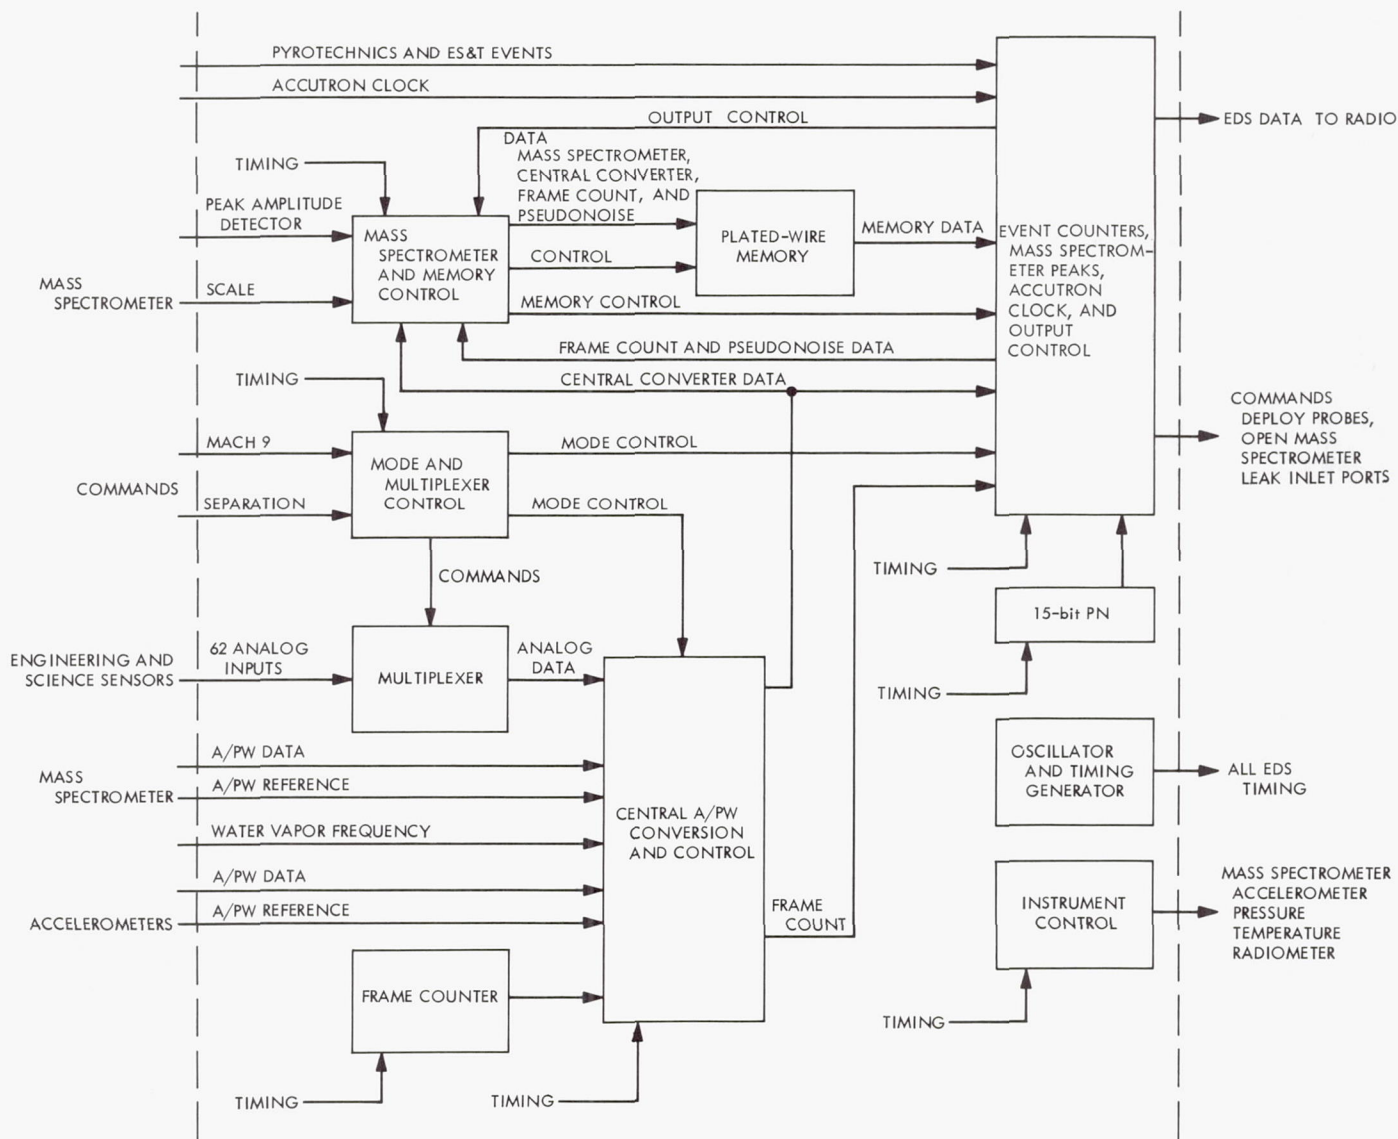 PYROTECHNICS AND ES&T EVENTS
ACCUTRON CLOCK
OUTPUT CONTROL
EDS DATA TO RADIO
DATA
MASS SPECTROMETER,
CENTRAL CONVERTER,
FRAME COUNT, AND
PSEUDONOISE
TIMING
PEAK AMPLITUDE
DETECTOR
MASS
SPECTROMETER
AND MEMORY
CONTROL
PLATED-WIRE
MEMORY
MEMORY DATA
EVENT COUNTERS,
MASS SPECTROM-
ETER PEAKS,
ACCUTRON
CLOCK, AND
OUTPUT
CONTROL
CONTROL
MASS
SPECTROMETER
SCALE
MEMORY CONTROL
FRAME COUNT AND PSEUDONOISE DATA
TIMING
CENTRAL CONVERTER DATA
COMMANDS
DEPLOY PROBES,
OPEN MASS
SPECTROMETER
LEAK INLET PORTS
MACH 9
COMMANDS
SEPARATION
MODE AND
MULTIPLEXER
CONTROL
MODE CONTROL
MODE CONTROL
COMMANDS
TIMING
15-bit PN
TIMING
ENGINEERING AND
SCIENCE SENSORS
62 ANALOG
INPUTS
MULTIPLEXER
ANALOG
DATA
MASS
SPECTROMETER
A/PW DATA
A/PW REFERENCE
WATER VAPOR FREQUENCY
A/PW DATA
ACCELEROMETERS
A/PW REFERENCE
CENTRAL A/PW
CONVERSION
AND CONTROL
OSCILLATOR
AND TIMING
GENERATOR
ALL EDS
TIMING
FRAME
COUNT
INSTRUMENT
CONTROL
MASS SPECTROMETER
ACCELEROMETER
PRESSURE
TEMPERATURE
RADIOMETER
FRAME COUNTER
TIMING
TIMING
TIMING